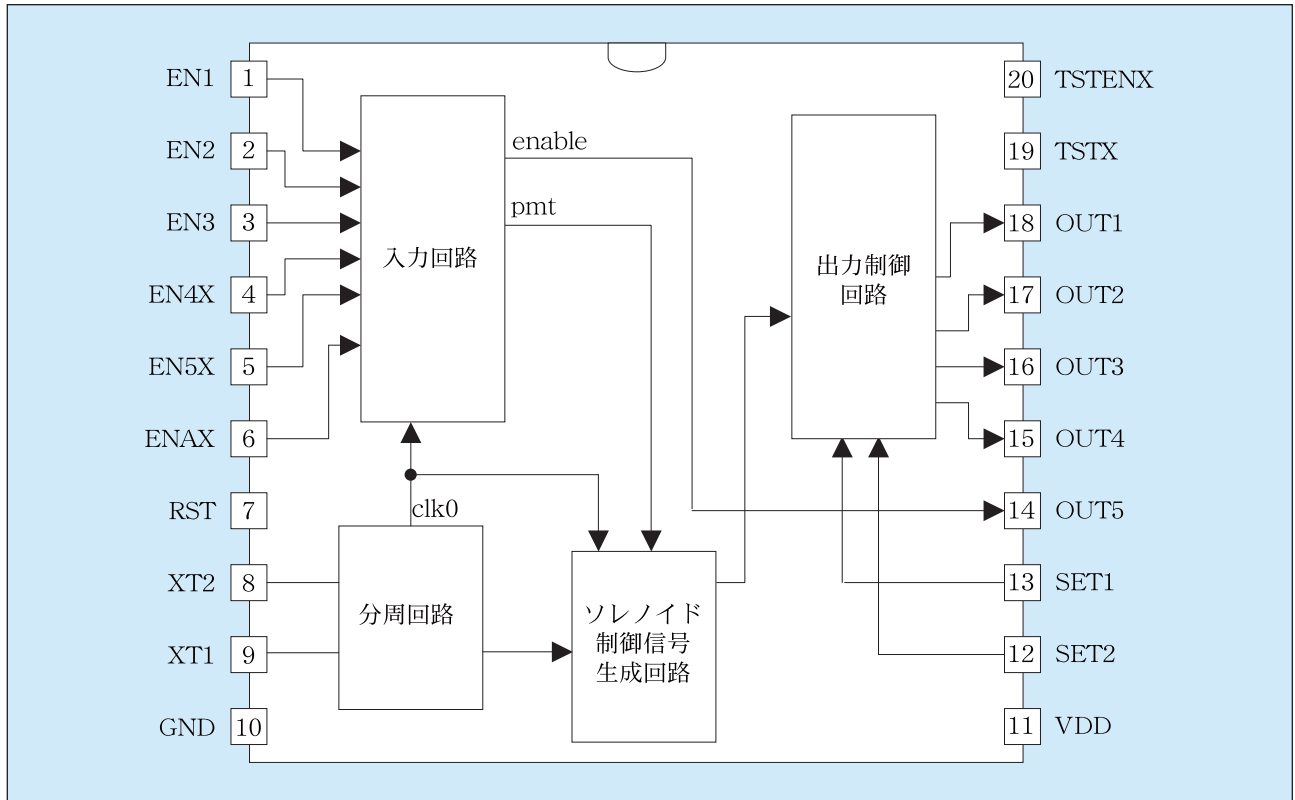 EN1 1
EN2 2
EN3 3
EN4X 4
EN5X 5
ENAX 6
RST 7
XT2 8
XT1 9
GND 10
入力回路
enable
pmt
clk0
分周回路
ソレノイド
制御信号
生成回路
出力制御
回路
20 TSTENX
19 TSTX
18 OUT1
17 OUT2
16 OUT3
15 OUT4
14 OUT5
13 SET1
12 SET2
11 VDD